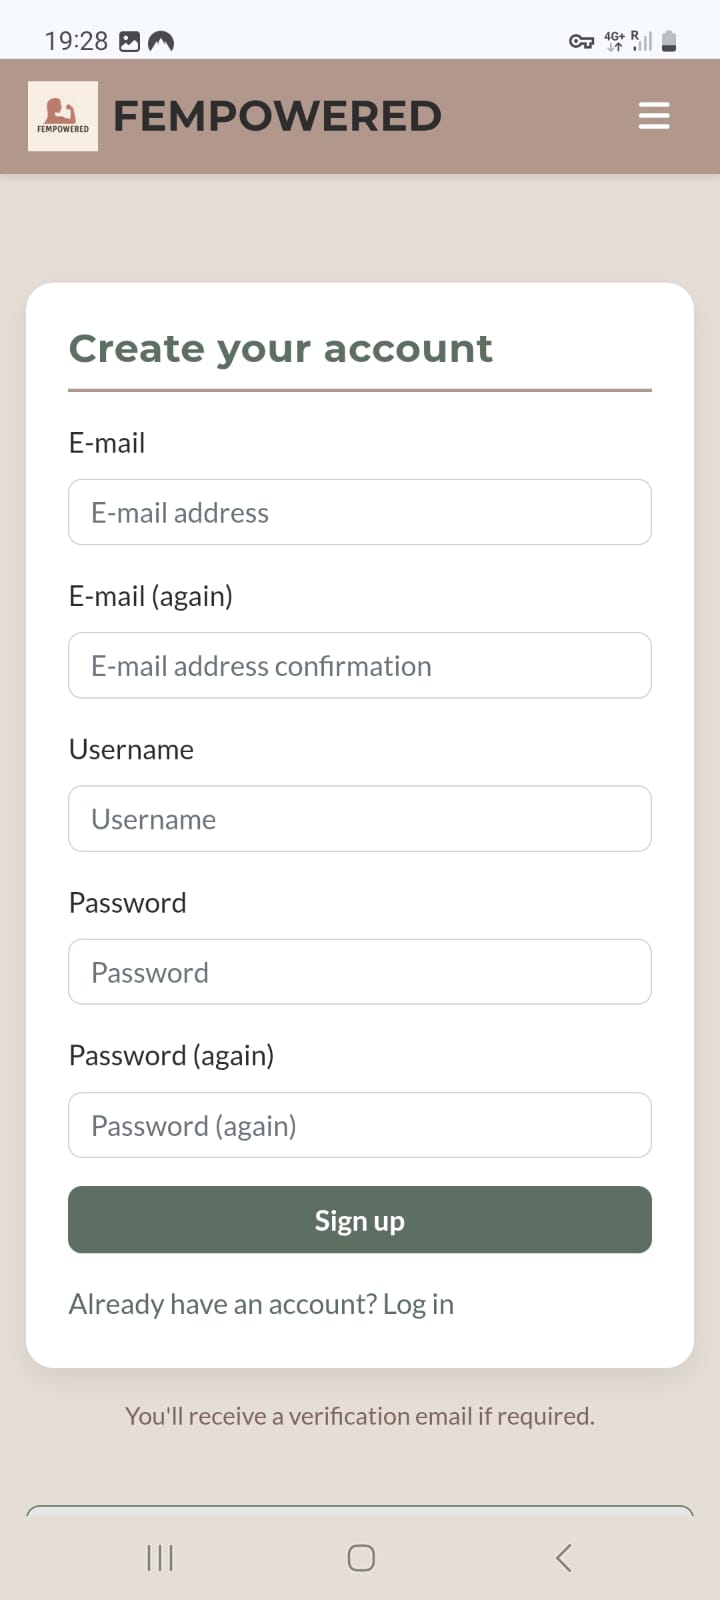 19:28
4G+ R
FEMPOWERED
FEMPOWERED
Create your account
E-mail
E-mail address
E-mail (again)
E-mail address confirmation
Username
Username
Password
Password
Password (again)
Password (again)
Sign up
Already have an account? Log in
You'll receive a verification email if required.